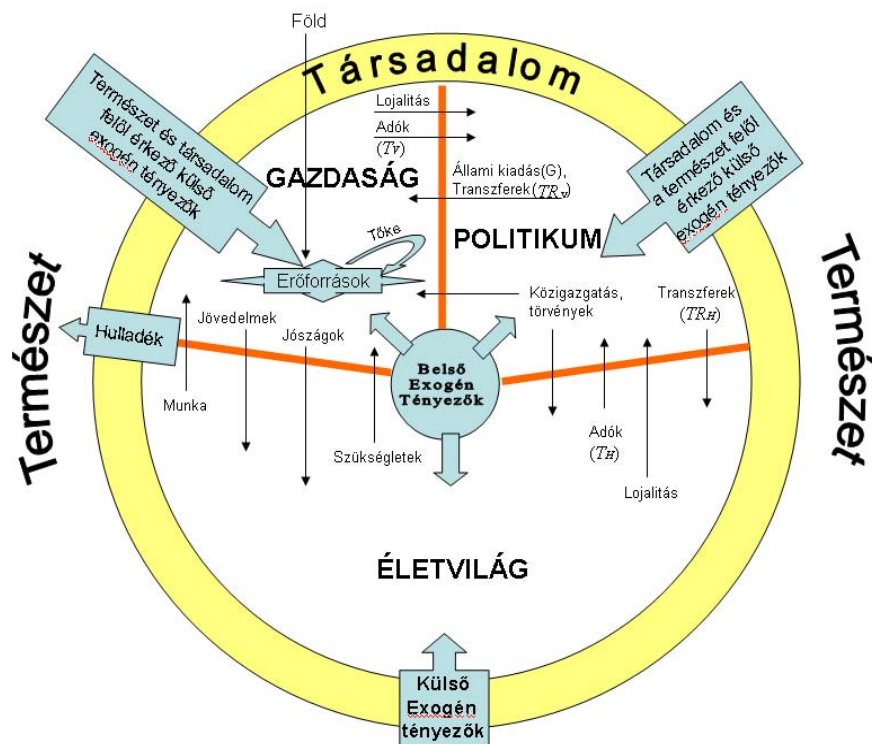 Föld
Társadalom
Természet és társadalom
felől érkező külső
exogén tényezők
Lojalitás
Adók
(TV)
GAZDASÁG
Állami kiadás(G),
Transzferek(TRv)
Társadalom és
a természet felől
érkező külső
exogén tényezők
POLITIKUM
Tőke
Erőforrások
Természet
Természet
Hulladék
Jövedelmek
Jószágok
Közigazgatás,
törvények
Transzferek
(TRH)
Belső
Exogén
Tényezők
Munka
Szükségletek
Adók
(TH)
Lojalitás
ÉLETVILÁG
Külső
Exogén
tényezők